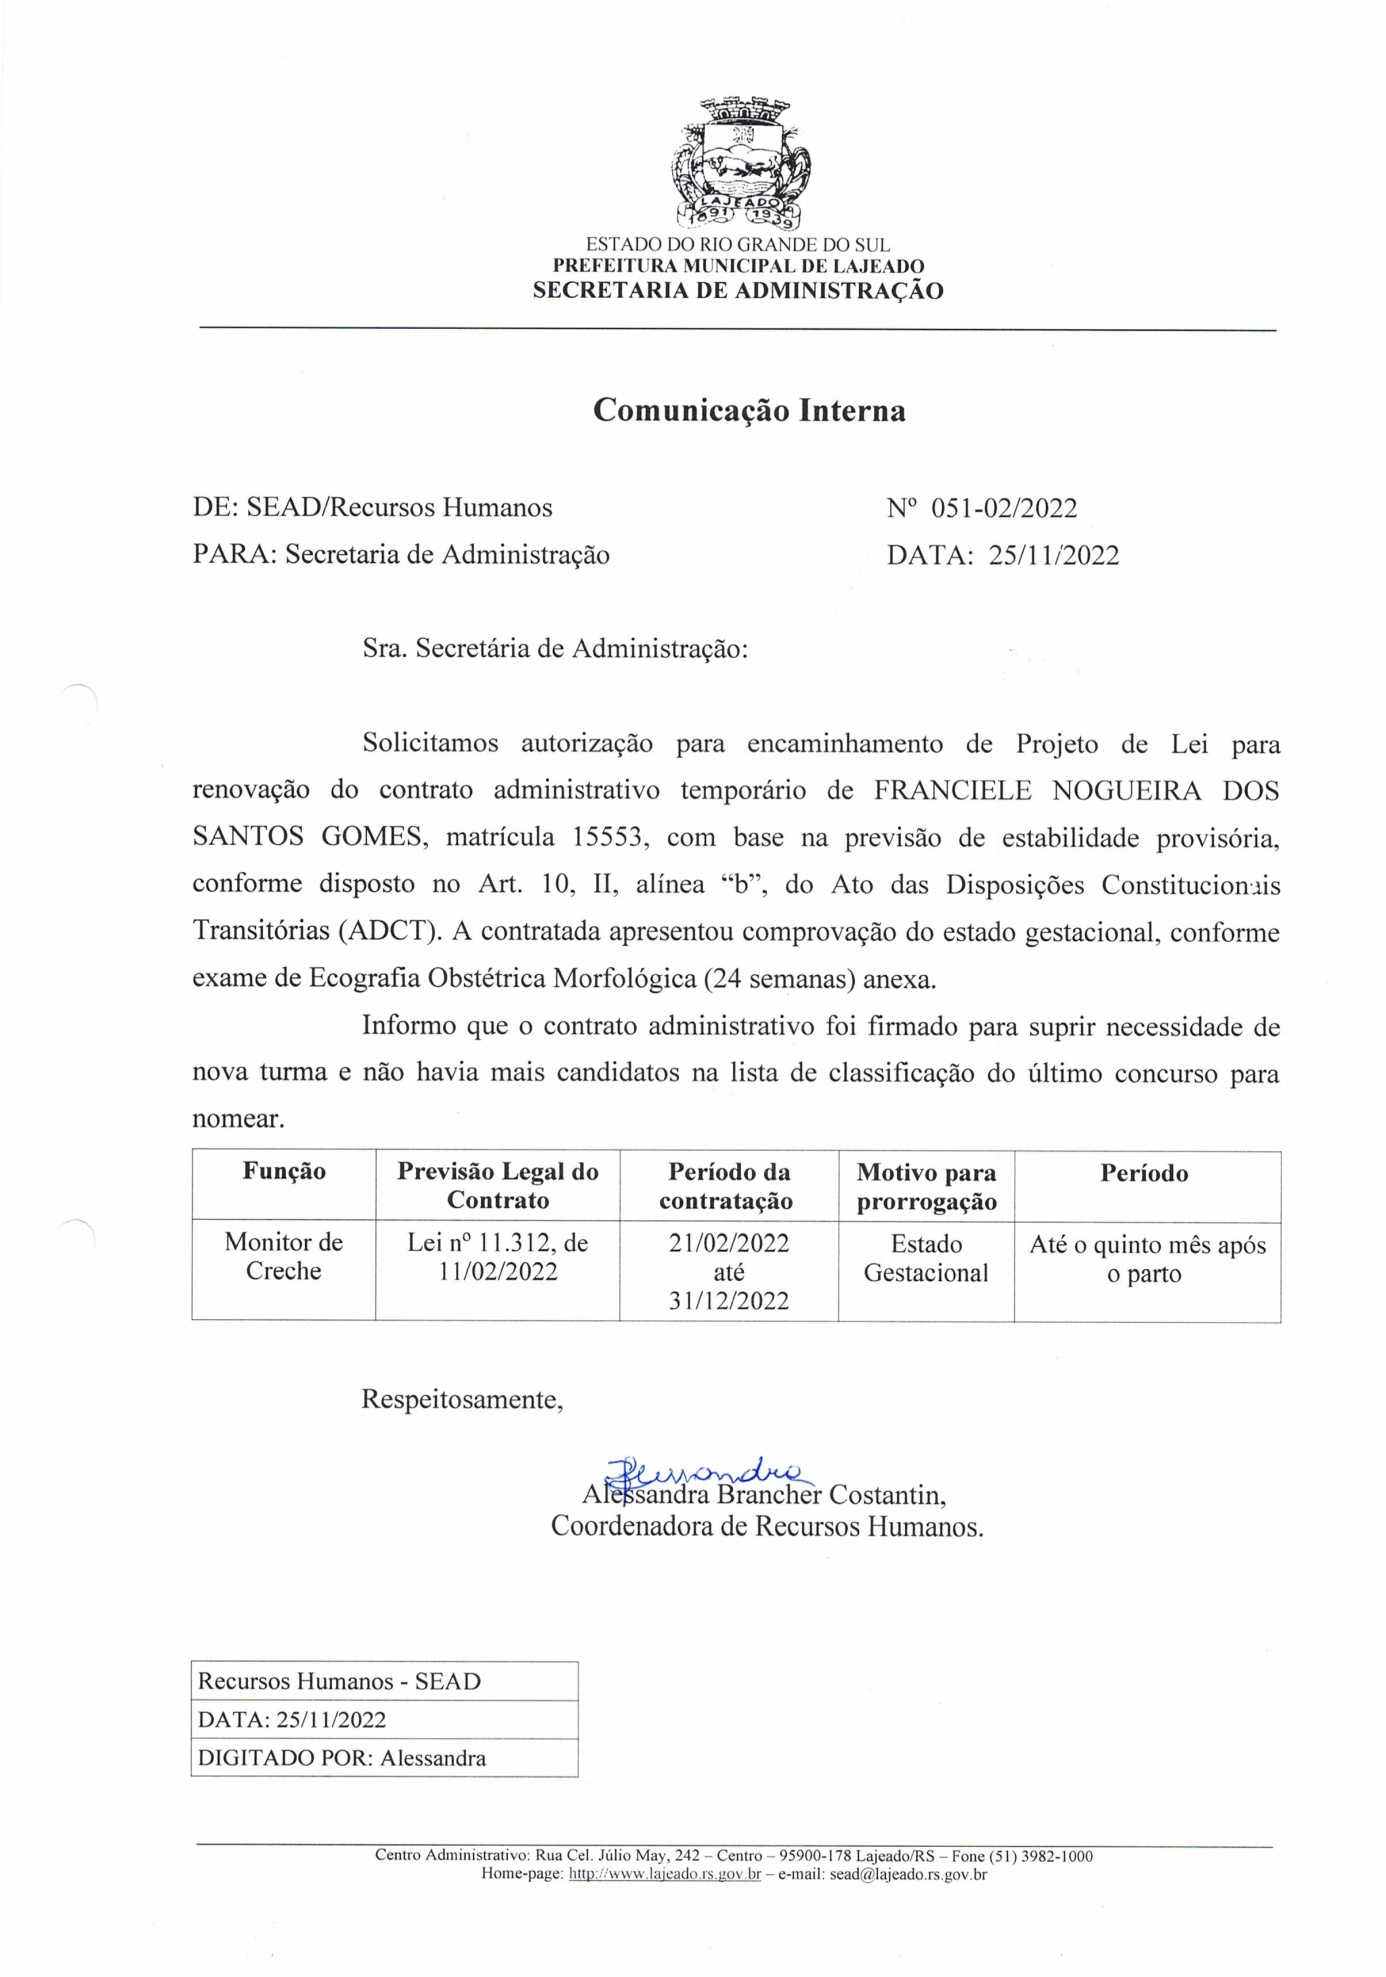 LAJEADO
1891 1939
ESTADO DO RIO GRANDE DO SUL
PREFEITURA MUNICIPAL DE LAJEADO
SECRETARIA DE ADMINISTRAÇÃO
Comunicação Interna
DE: SEAD/Recursos Humanos Nº 051-02/2022
PARA: Secretaria de Administração DATA: 25/11/2022
Sra. Secretária de Administração:
Solicitamos autorização para encaminhamento de Projeto de Lei para
renovação do contrato administrativo temporário de FRANCIELE NOGUEIRA DOS
SANTOS GOMES, matrícula 15553, com base na previsão de estabilidade provisória,
conforme disposto no Art. 10, II, alínea “b”, do Ato das Disposições Constitucionais
Transitórias (ADCT). A contratada apresentou comprovação do estado gestacional, conforme
exame de Ecografia Obstétrica Morfológica (24 semanas) anexa.
Informo que o contrato administrativo foi firmado para suprir necessidade de
nova turma e não havia mais candidatos na lista de classificação do último concurso para
nomear.
Função Previsão Legal do Contrato Período da contratação Motivo para prorrogação Período
Monitor de Creche Lei nº 11.312, de 11/02/2022 21/02/2022 até 31/12/2022 Estado Gestacional Até o quinto mês após o parto
Respeitosamente,
Alessandra
Alessandra Brancher Costantin,
Coordenadora de Recursos Humanos.
Recursos Humanos - SEAD
DATA: 25/11/2022
DIGITADO POR: Alessandra
Centro Administrativo: Rua Cel. Júlio May, 242 – Centro – 95900-178 Lajeado/RS – Fone (51) 3982-1000
Home-page: http://www.lajeado.rs.gov.br – e-mail: sead@lajeado.rs.gov.br